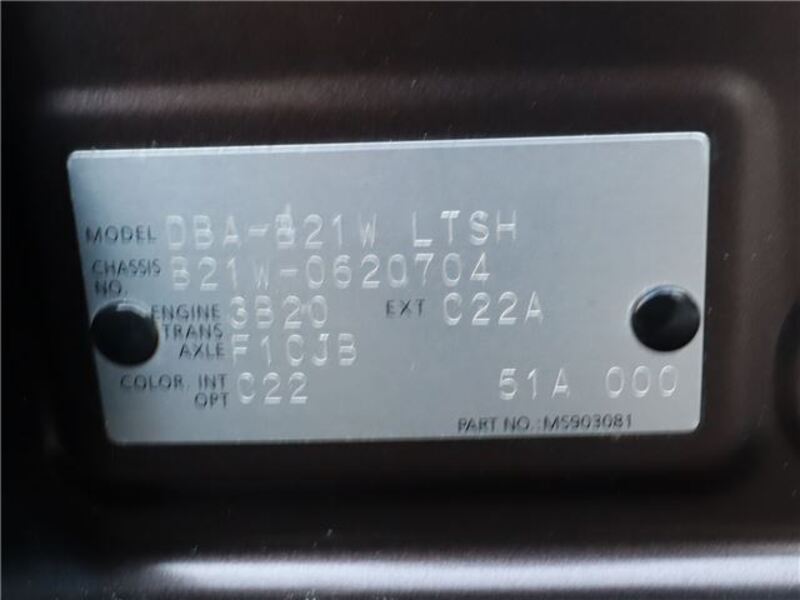 MODEL DBA-B21W LTSH
CHASSIS NO. B21W-0620704
ENGINE 3B20 EXT C22A
TRANS AXLE F1CJB
COLOR, INT OPT C22 51A 000
PART NO.:M5903081